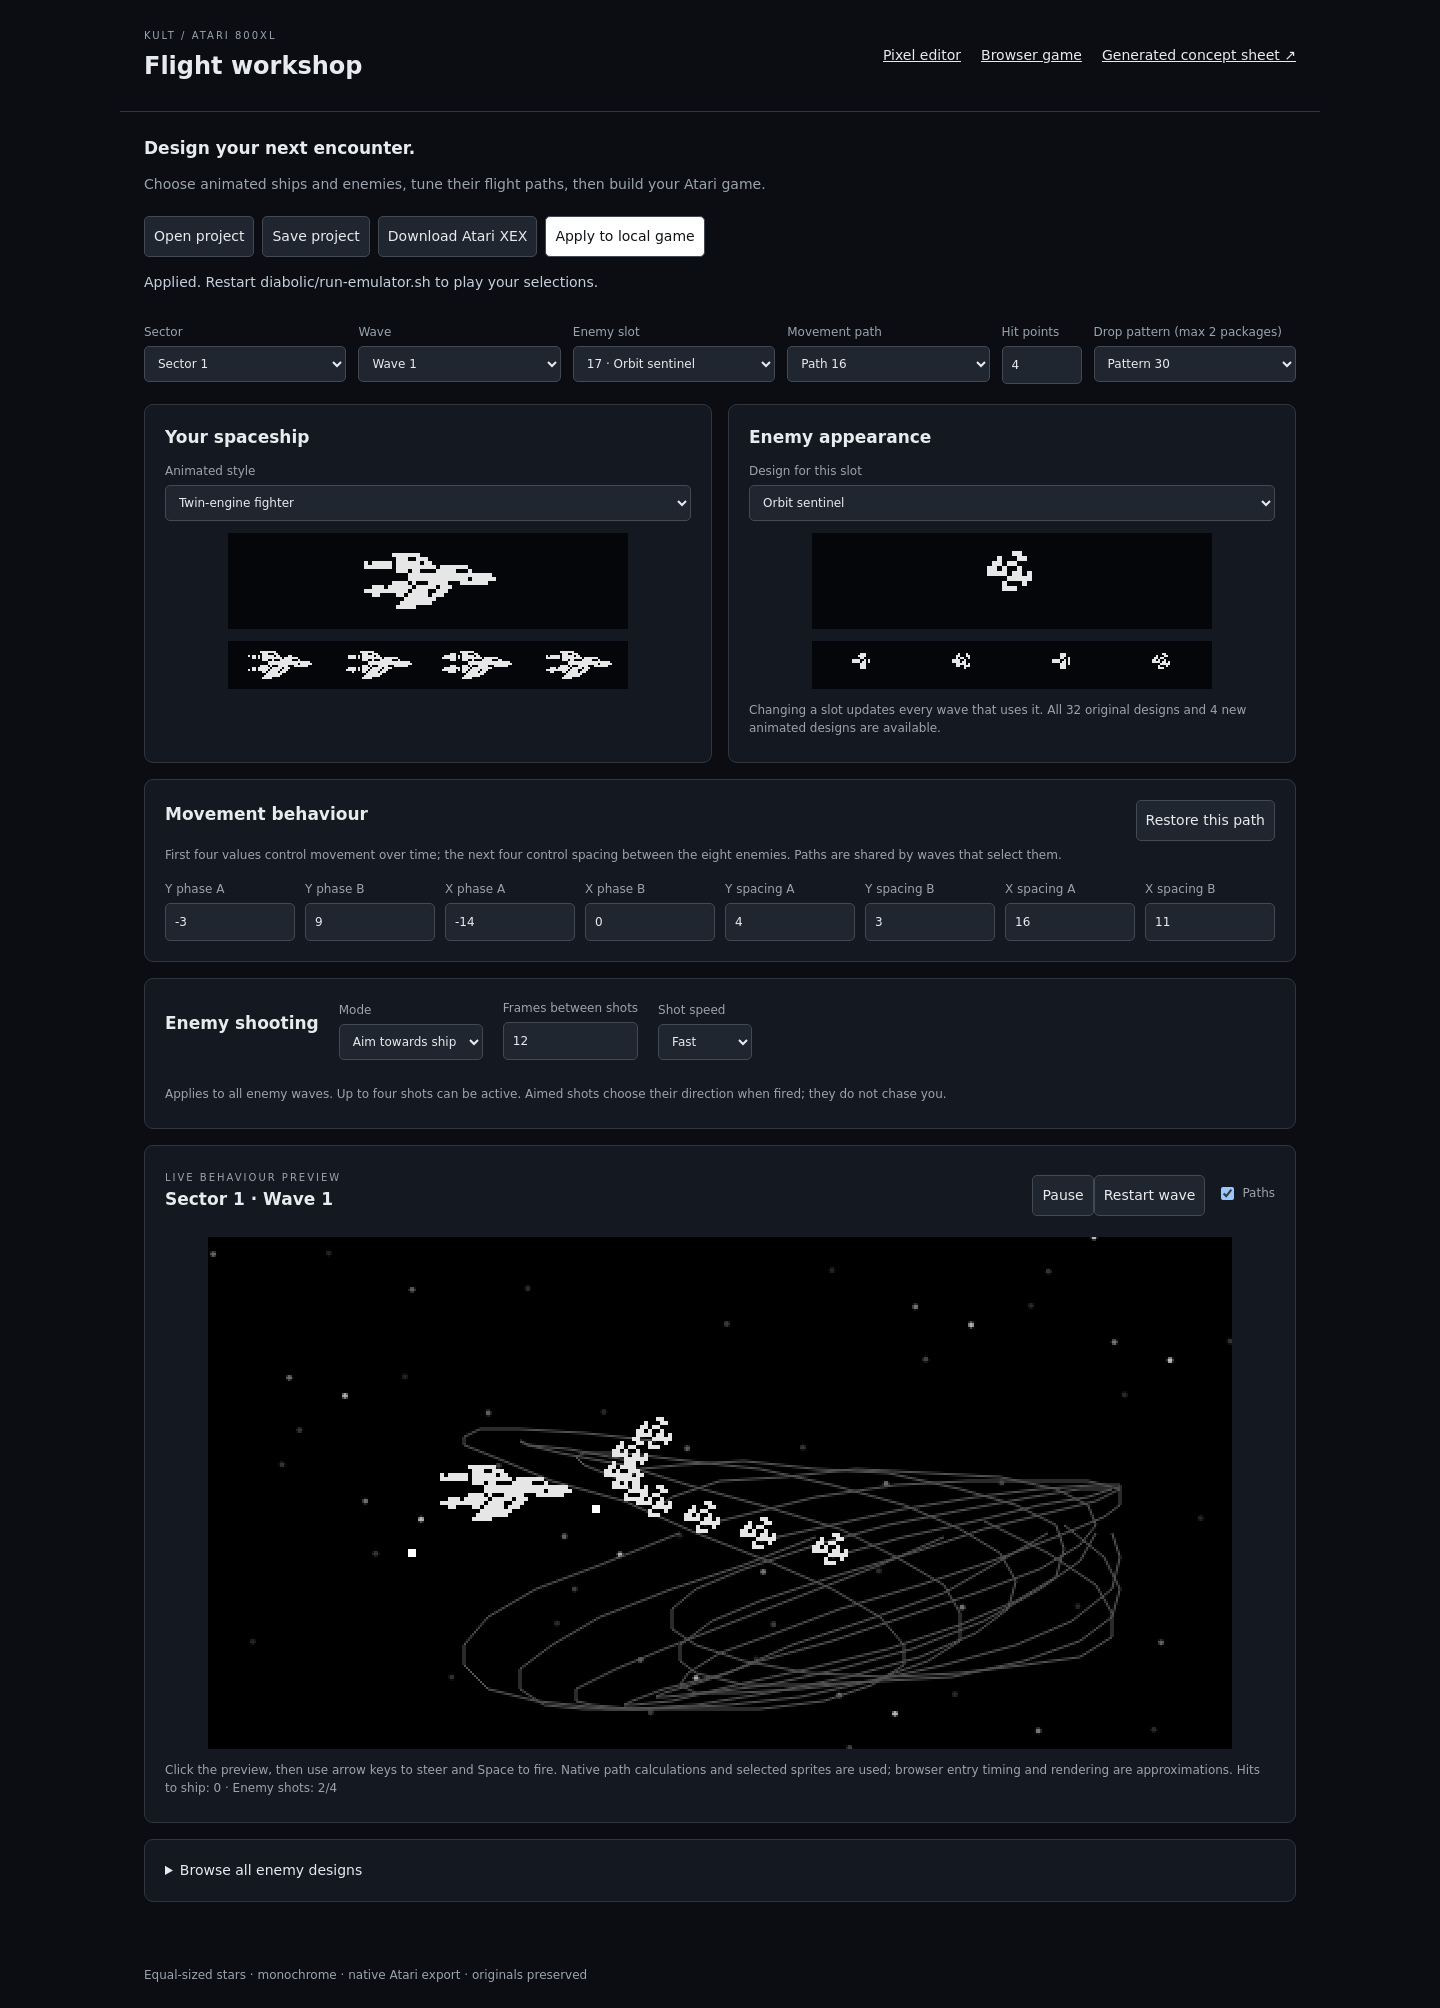 KULT / ATARI 800XL
Flight workshop
Pixel editor Browser game Generated concept sheet ↗
Design your next encounter.
Choose animated ships and enemies, tune their flight paths, then build your Atari game.
Open project Save project Download Atari XEX Apply to local game
Applied. Restart diabolic/run-emulator.sh to play your selections.
Sector Wave Enemy slot Movement path Hit points Drop pattern (max 2 packages)
Sector 1 Wave 1 17 · Orbit sentinel Path 16 4 Pattern 30
Your spaceship
Animated style
Twin-engine fighter
Enemy appearance
Design for this slot
Orbit sentinel
Changing a slot updates every wave that uses it. All 32 original designs and 4 new
animated designs are available.
Movement behaviour
Restore this path
First four values control movement over time; the next four control spacing between the eight enemies. Paths are shared by waves that select them.
Y phase A Y phase B X phase A X phase B Y spacing A Y spacing B X spacing A X spacing B
-3 9 -14 0 4 3 16 11
Enemy shooting
Mode Frames between shots Shot speed
Aim towards ship 12 Fast
Applies to all enemy waves. Up to four shots can be active. Aimed shots choose their direction when fired; they do not chase you.
LIVE BEHAVIOUR PREVIEW
Sector 1 · Wave 1
Pause Restart wave Paths
Click the preview, then use arrow keys to steer and Space to fire. Native path calculations and selected sprites are used; browser entry timing and rendering are approximations. Hits
to ship: 0 · Enemy shots: 2/4
Browse all enemy designs
Equal-sized stars · monochrome · native Atari export · originals preserved